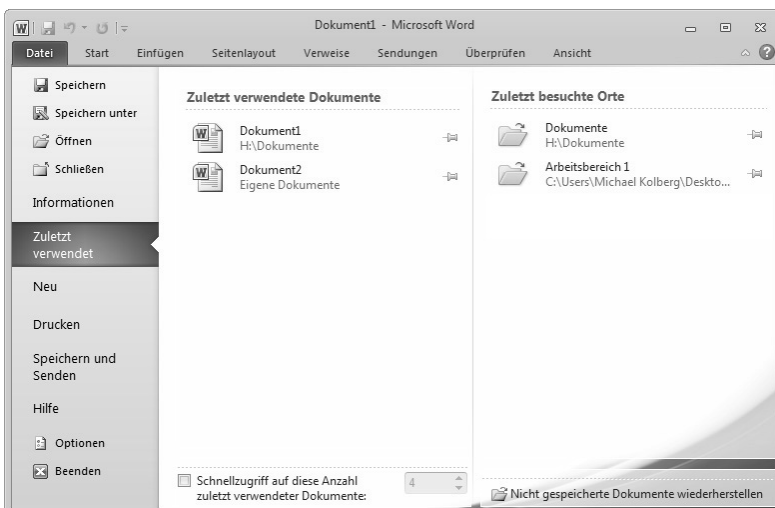 Dokument1 - Microsoft Word
Datei Start Einfügen Seitenlayout Verweise Sendungen Überprüfen Ansicht
Speichern
Speichern unter
Öffnen
Schließen
Informationen
Zuletzt
verwendet
Neu
Drucken
Speichern und
Senden
Hilfe
Optionen
Beenden
Zuletzt verwendete Dokumente
Dokument1
H:\Dokumente
Dokument2
Eigene Dokumente
Schnellzugriff auf diese Anzahl
zuletzt verwendeter Dokumente:
4
Zuletzt besuchte Orte
Dokumente
H:\Dokumente
Arbeitsbereich 1
C:\Users\Michael Kolberg\Deskto...
Nicht gespeicherte Dokumente wiederherstellen